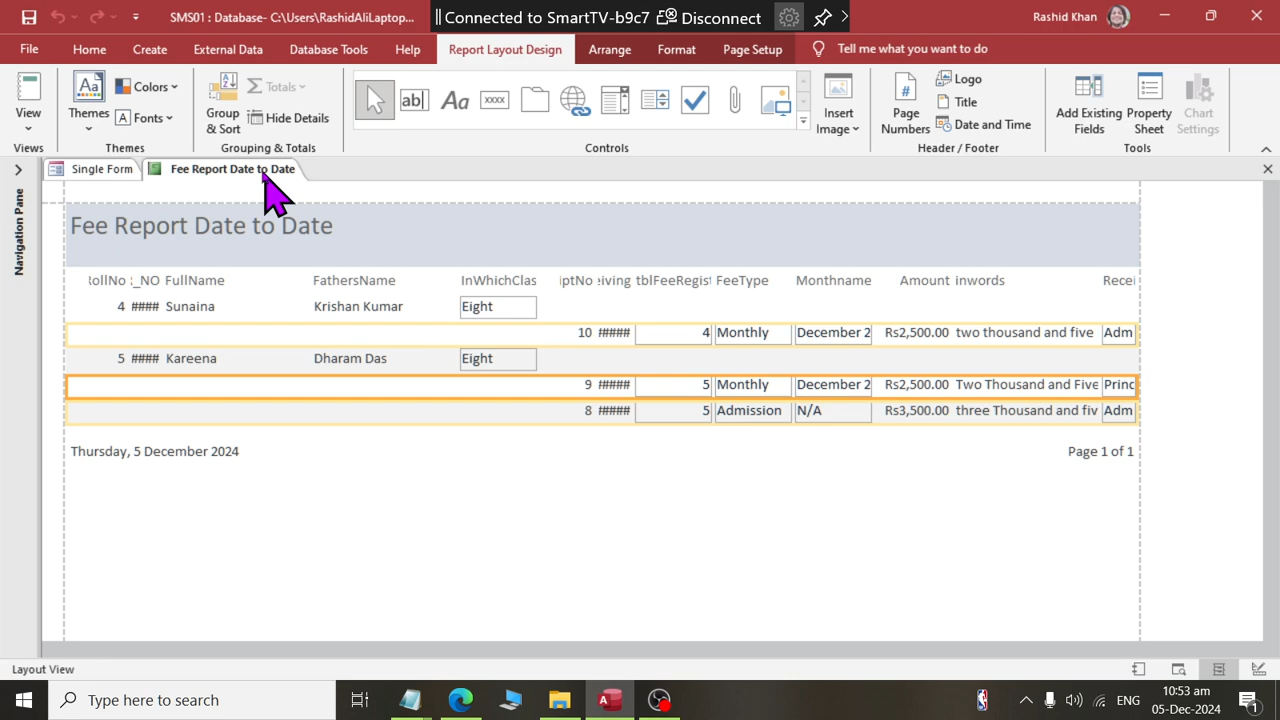 SMS01 : Database- C:\Users\RashidAliLaptop...
Connected to SmartTV-b9c7 Disconnect
Rashid Khan
File Home Create External Data Database Tools Help Report Layout Design Arrange Format Page Setup Tell me what you want to do
View
Views
Themes
Colors
Fonts
Themes
Group & Sort
Totals
Hide Details
Grouping & Totals
ab
Aa
xxxx
Controls
Insert Image
Page Numbers
Logo
Title
Date and Time
Header / Footer
Add Existing Fields
Property Sheet
Chart Settings
Tools
Single Form Fee Report Date to Date
Navigation Pane
Fee Report Date to Date
lollNo :_NO FullName FathersName InWhichClas iptNo eiving tblFeeRegist FeeType Monthname Amount inwords Recei
4 #### Sunaina Krishan Kumar Eight
10 ##### 4 Monthly December 2 Rs2,500.00 two thousand and five Adm
5 #### Kareena Dharam Das Eight
9 ##### 5 Monthly December 2 Rs2,500.00 Two Thousand and Five Princ
8 ##### 5 Admission N/A Rs3,500.00 three Thousand and fiv Adm
Thursday, 5 December 2024 Page 1 of 1
Layout View
Type here to search
ENG
10:53 am
05-Dec-2024
1